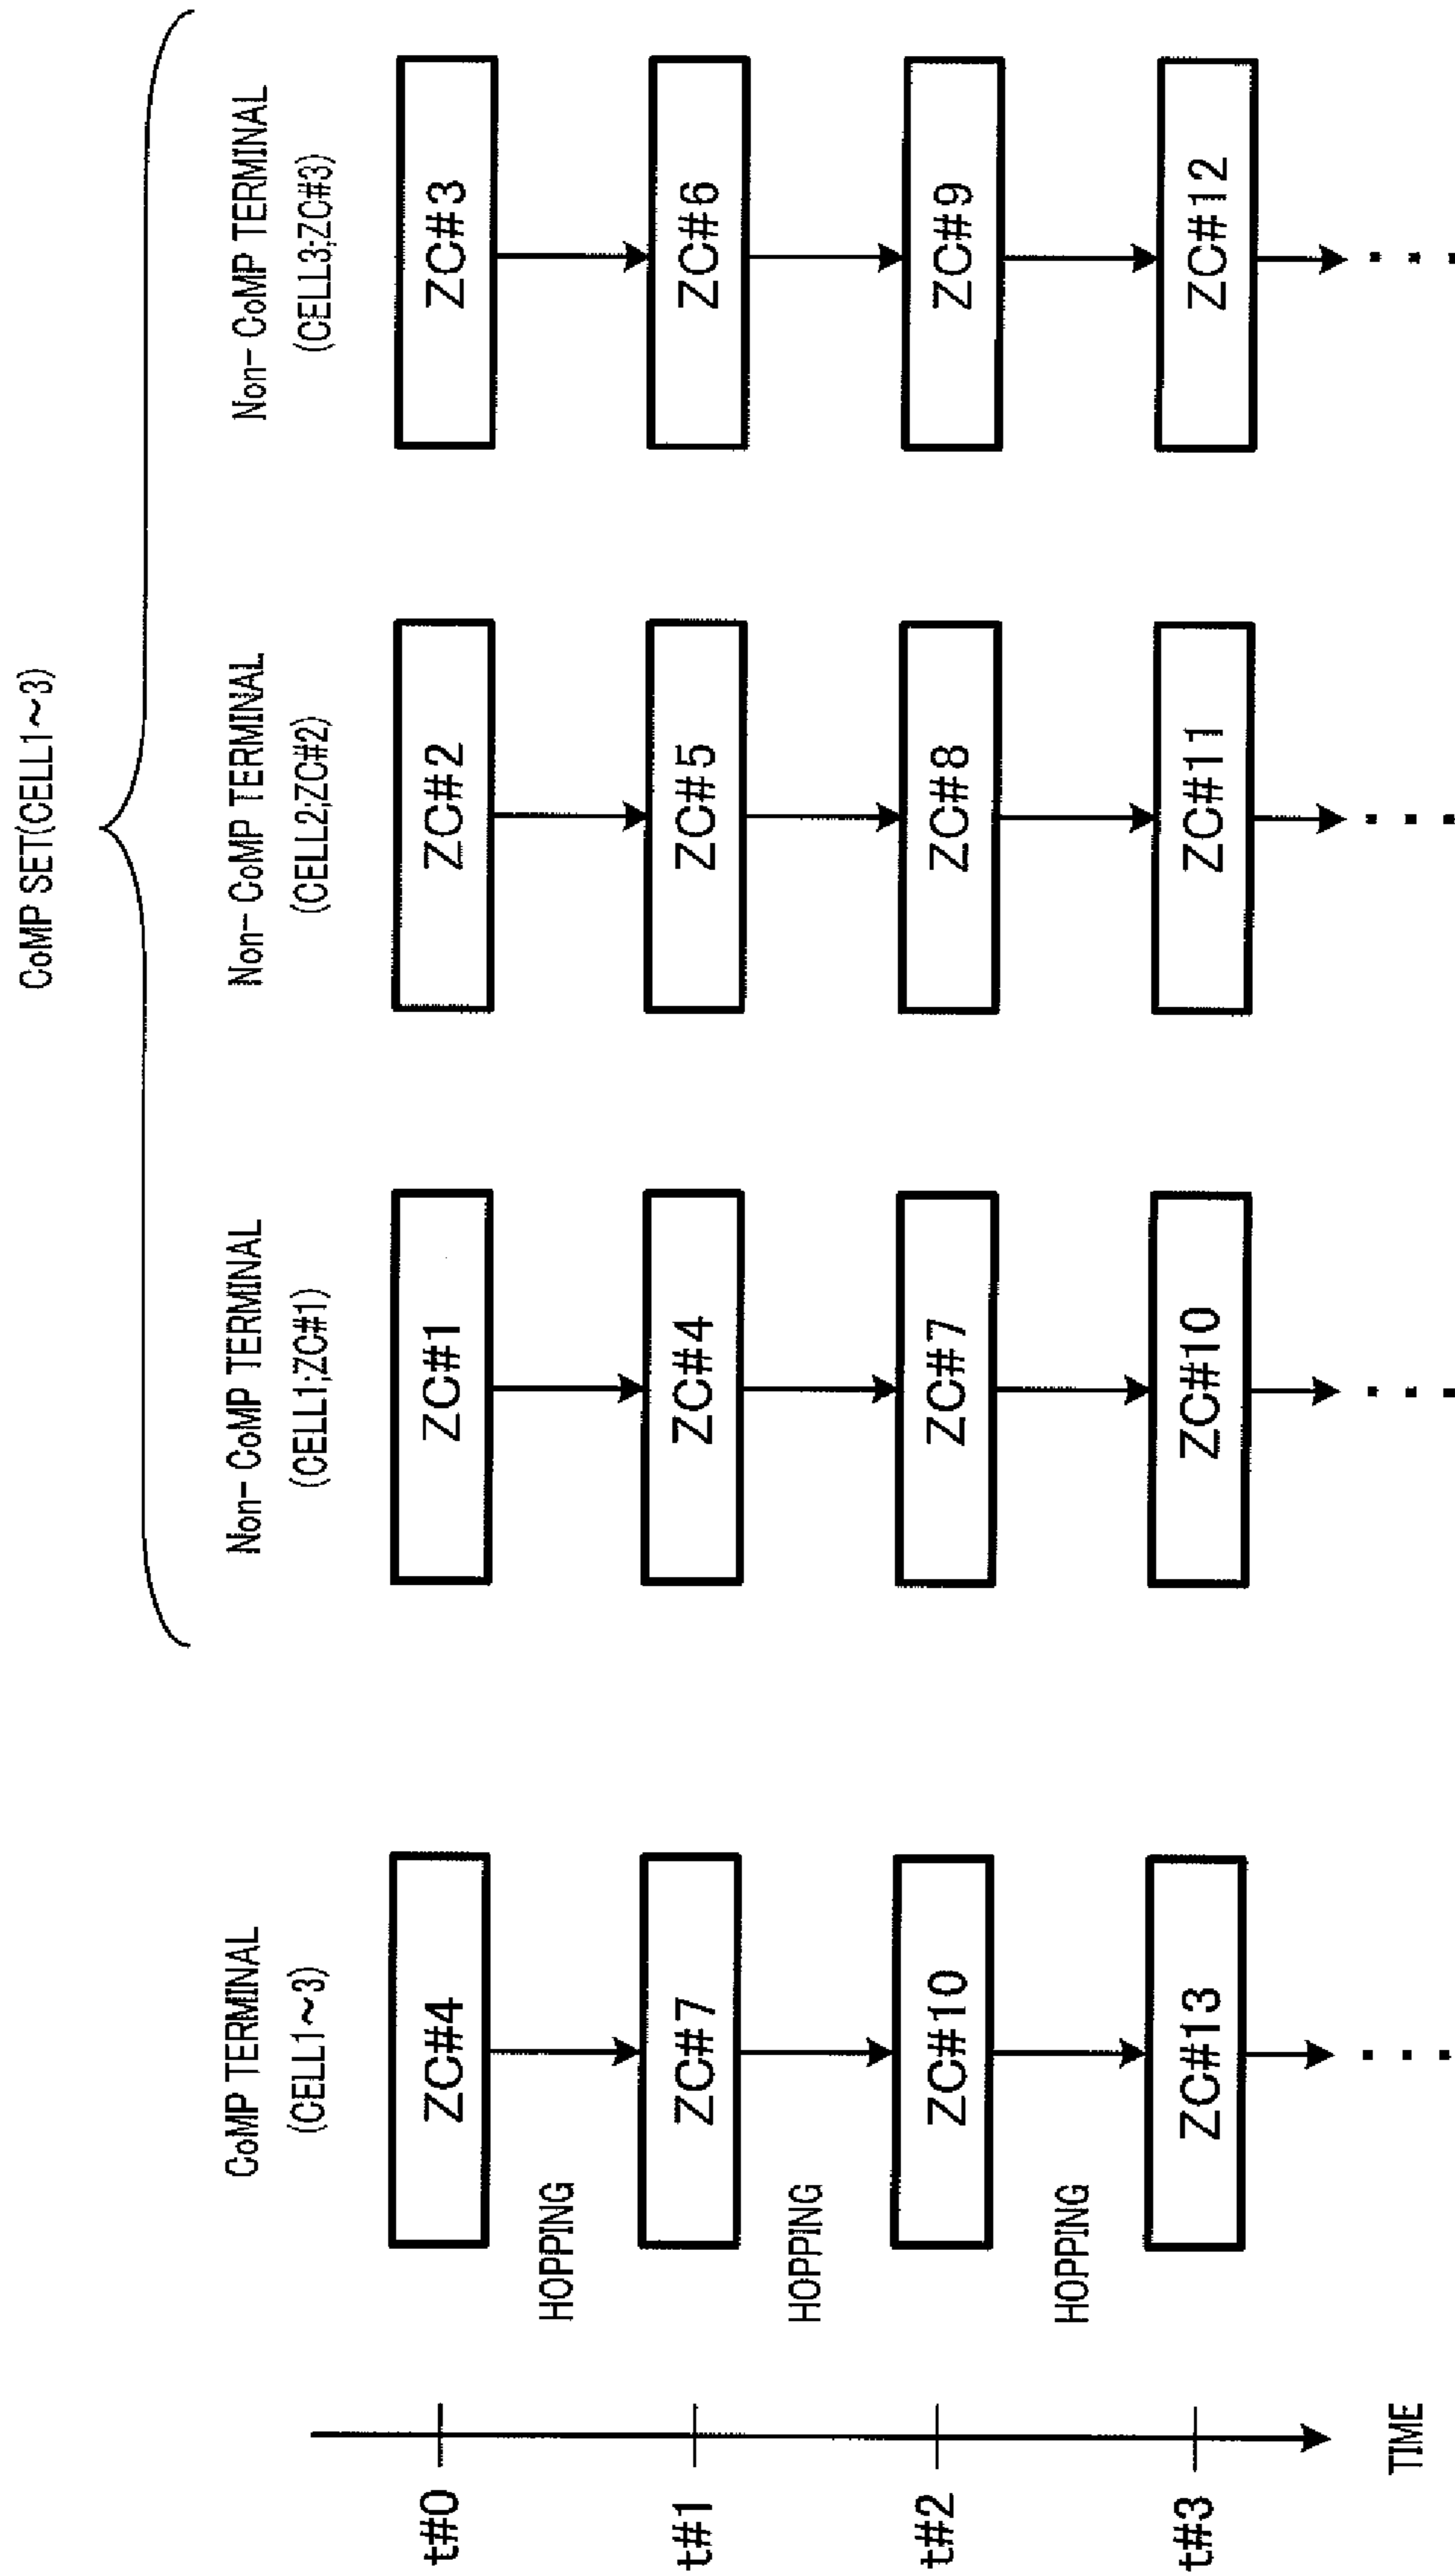 CoMP SET(CELL1~3)
CoMP TERMINAL
(CELL1~3)
Non- CoMP TERMINAL
(CELL1;ZC#1)
Non- CoMP TERMINAL
(CELL2;ZC#2)
Non- CoMP TERMINAL
(CELL3;ZC#3)
t#0
ZC#4
ZC#1
ZC#2
ZC#3
HOPPING
t#1
ZC#7
ZC#4
ZC#5
ZC#6
HOPPING
t#2
ZC#10
ZC#7
ZC#8
ZC#9
HOPPING
t#3
ZC#13
ZC#10
ZC#11
ZC#12
TIME